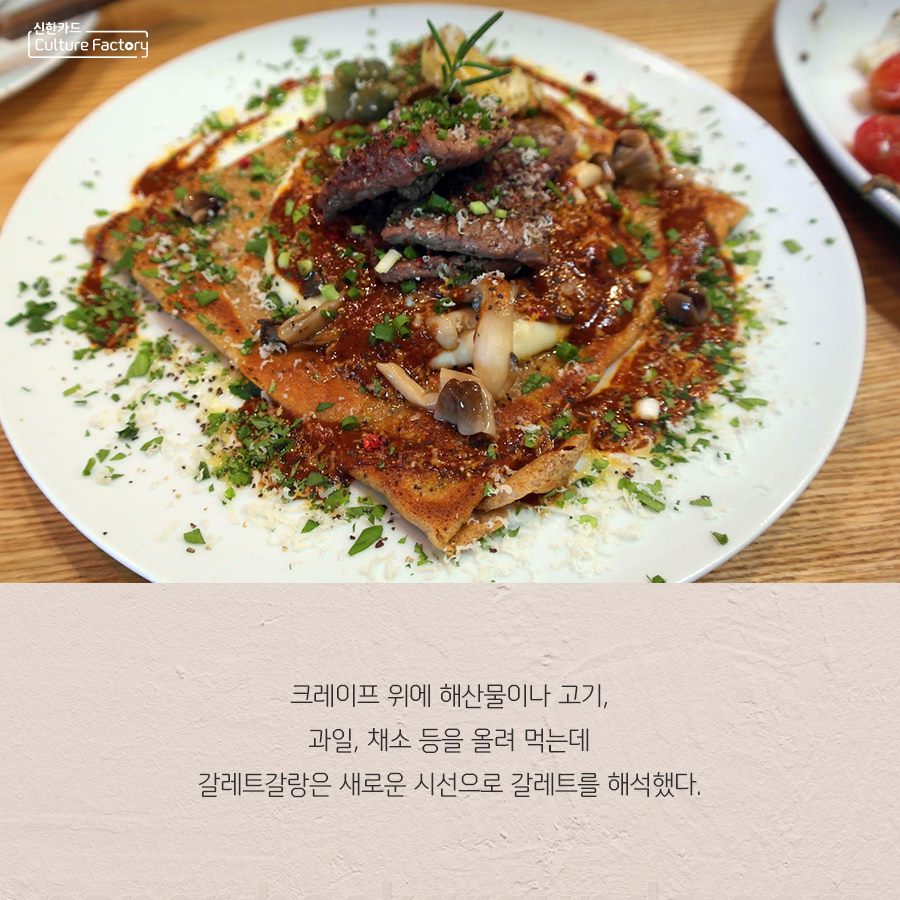 신한카드
Culture Factory
크레이프 위에 해산물이나 고기,
과일, 채소 등을 올려 먹는데
갈레트갈랑은 새로운 시선으로 갈레트를 해석했다.